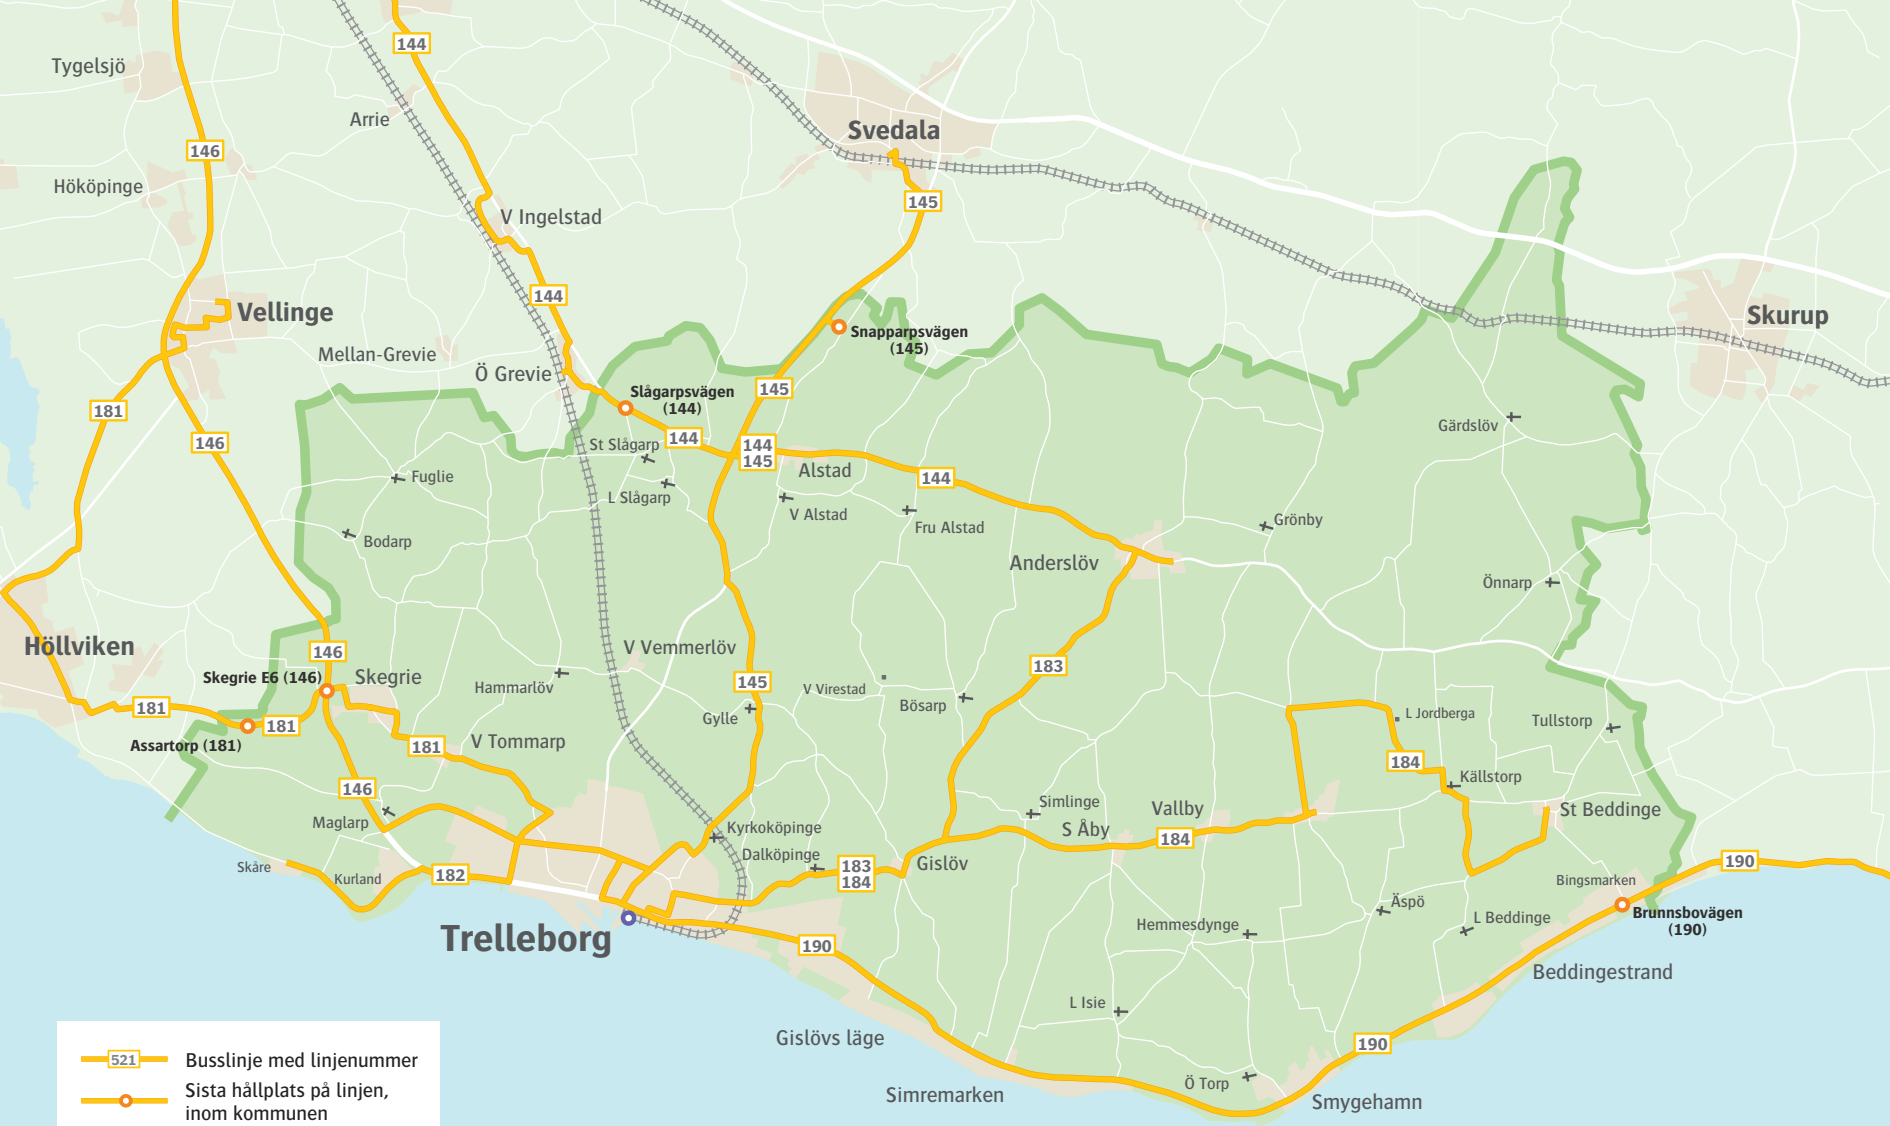 144
Tygelsjö
Arrie
Svedala
146
Hököpinge
145
V Ingelstad
144
Vellinge
Skurup
Snapparpsvägen
(145)
Mellan-Grevie
Ö Grevie
145
Slågarpsvägen
(144)
181
Gärdslöv
146
144
St Slågarp
144
145
Alstad
144
Fuglie
L Slågarp
V Alstad
Fru Alstad
Grönby
Bodarp
Anderslöv
Önnarp
Höllviken
146
V Vemmerlöv
183
Skegrie E6 (146)
Skegrie
145
Hammarlöv
V Virestad
Bösarp
181
181
Gylle
L Jordberga
Tullstorp
Assartorp (181)
181
V Tommarp
184
Källstorp
146
Simlinge
Vallby
St Beddinge
Maglarp
Kyrkoköpinge
S Åby
184
Dalköpinge
183
184
Gislöv
190
Skåre
Kurland
182
Bingsmarken
Äspö
Brunnsbovägen
(190)
Trelleborg
Hemmesdynge
L Beddinge
190
Beddingestrand
L Isie
Gislövs läge
190
Ö Torp
Simremarken
Smygehamn
521
Busslinje med linjenummer
Sista hållplats på linjen,
inom kommunen